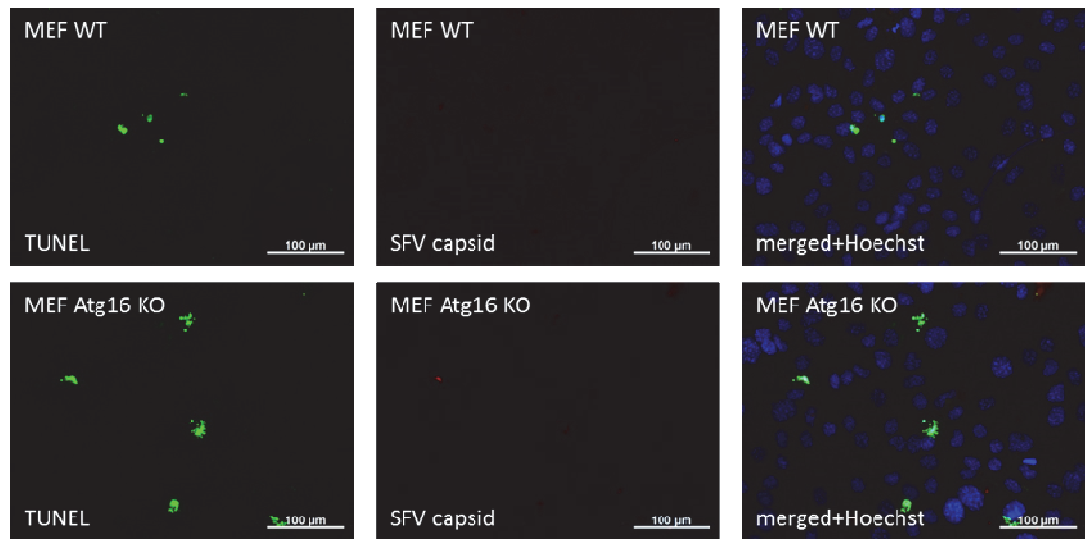 MEF WT
TUNEL
100 µm
MEF WT
SFV capsid
100 µm
MEF WT
merged+Hoechst
100 µm
MEF Atg16 KO
TUNEL
100 µm
MEF Atg16 KO
SFV capsid
100 µm
MEF Atg16 KO
merged+Hoechst
100 µm